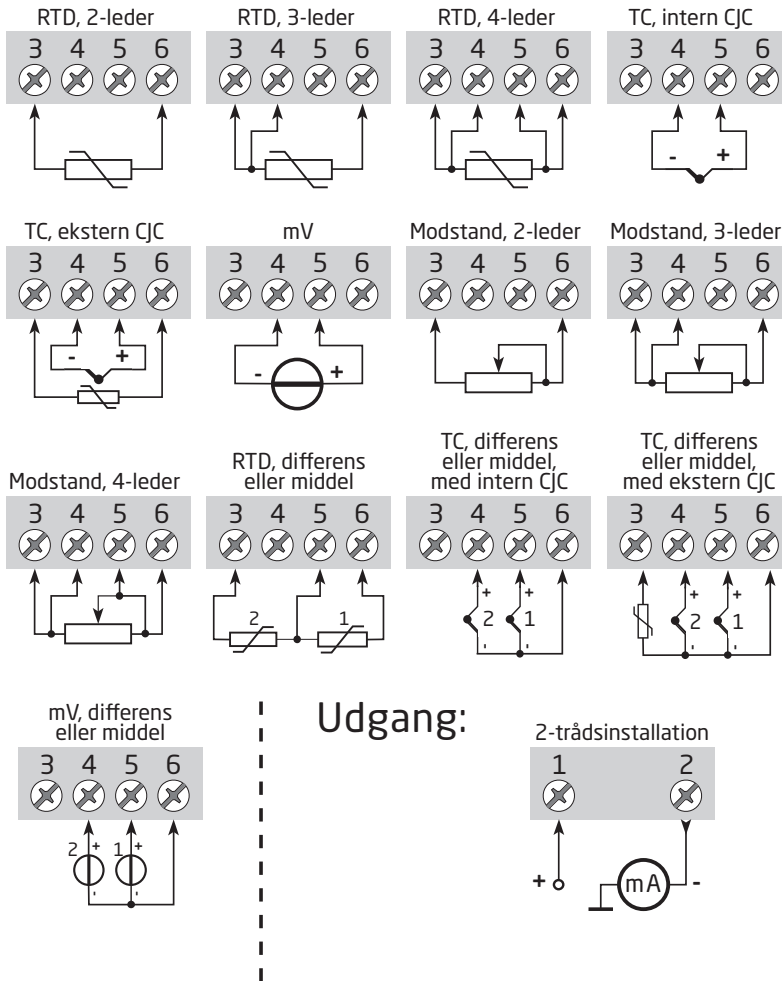 RTD, 2-leder
3 4 5 6
RTD, 3-leder
3 4 5 6
RTD, 4-leder
3 4 5 6
TC, intern CJC
3 4 5 6
- +
TC, ekstern CJC
3 4 5 6
- +
mV
3 4 5 6
- +
Modstand, 2-leder
3 4 5 6
Modstand, 3-leder
3 4 5 6
Modstand, 4-leder
3 4 5 6
RTD, differens
eller middel
3 4 5 6
2 1
TC, differens
eller middel,
med intern CJC
3 4 5 6
+ +
2 1
- -
TC, differens
eller middel,
med ekstern CJC
3 4 5 6
+ +
2 1
- -
mV, differens
eller middel
3 4 5 6
2 + 1 +
- -
Udgang:
2-trådsinstallation
1 2
+ mA -